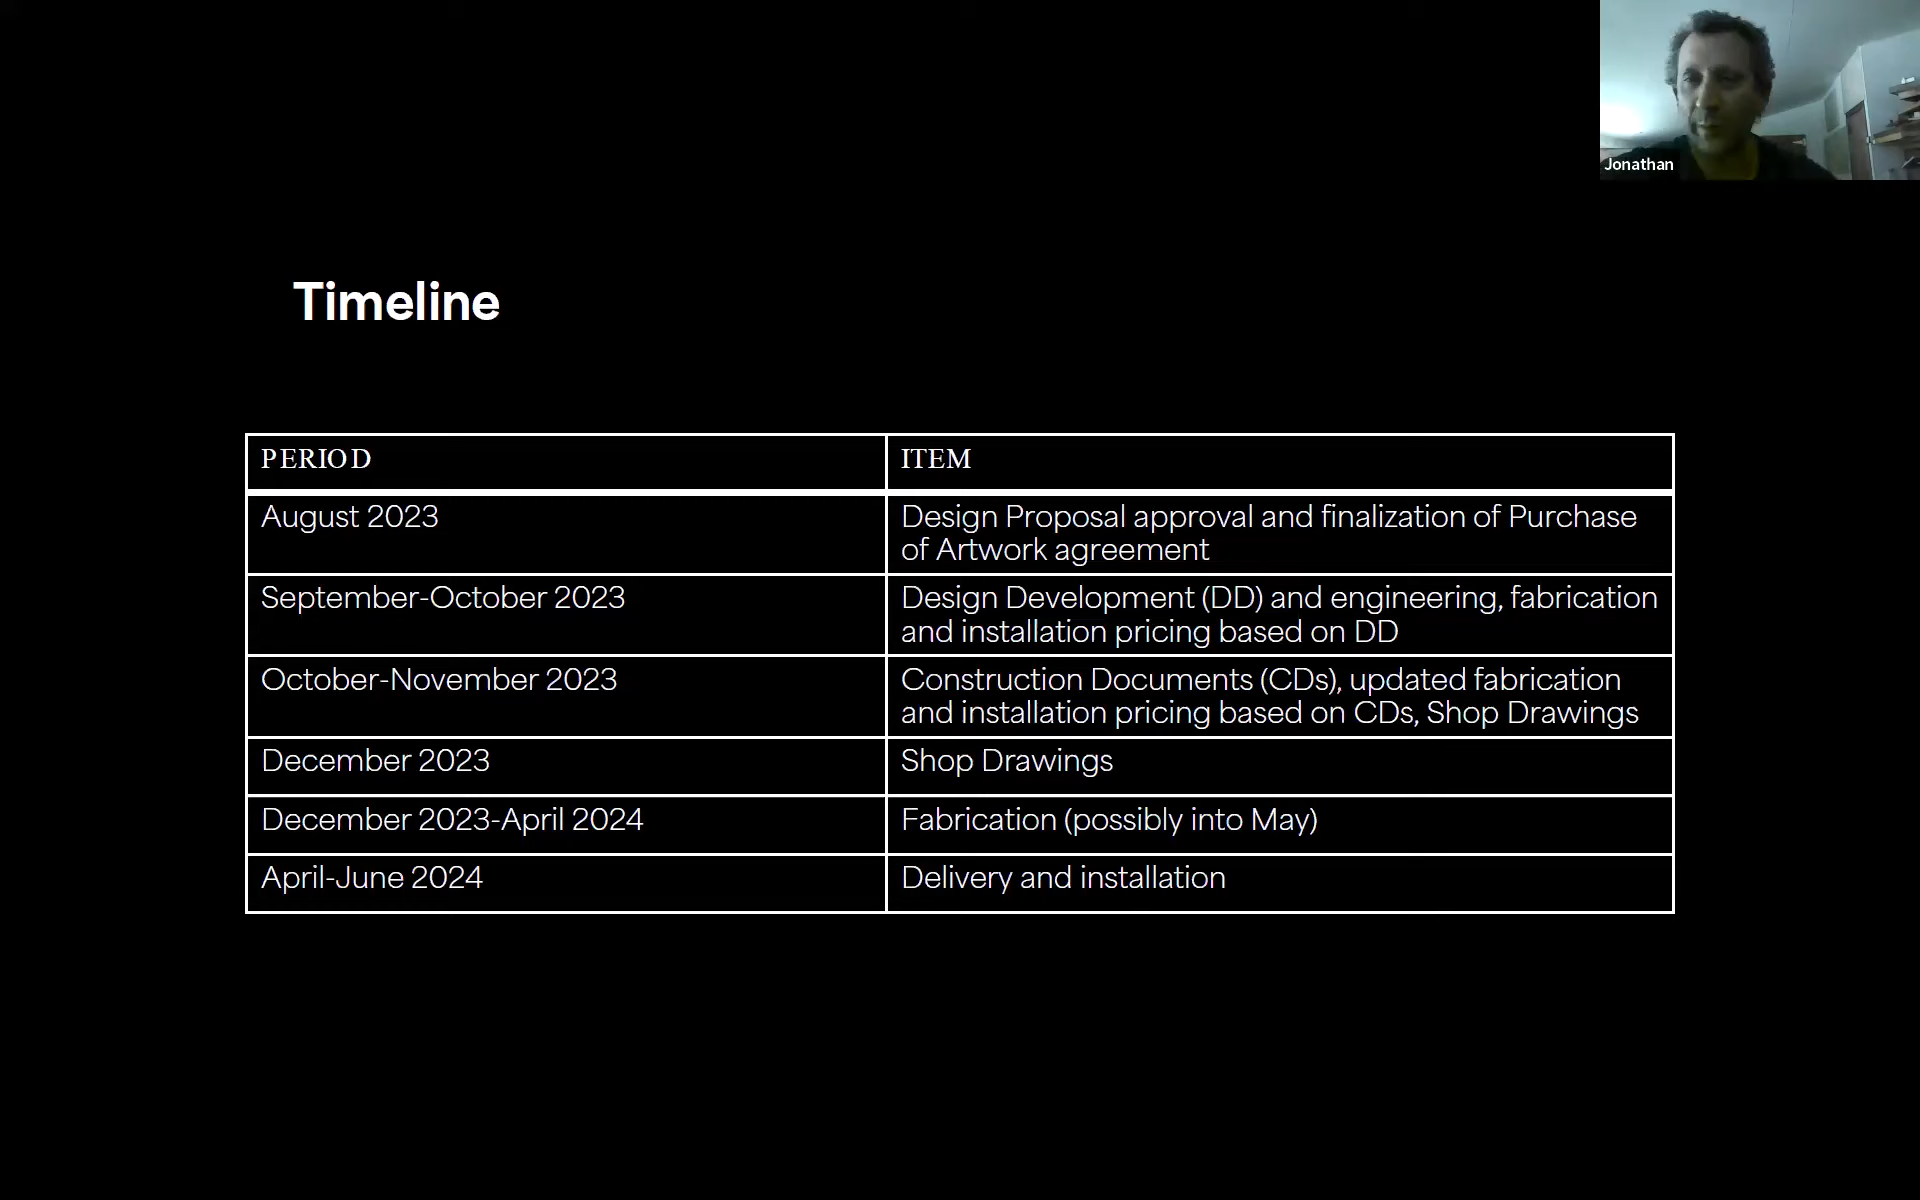 Jonathan
Timeline
PERIOD
ITEM
August 2023
Design Proposal approval and finalization of Purchase
of Artwork agreement
September-October 2023
Design Development (DD) and engineering, fabrication
and installation pricing based on DD
October-November 2023
Construction Documents (CDs), updated fabrication
and installation pricing based on CDs, Shop Drawings
December 2023
Shop Drawings
December 2023-April 2024
Fabrication (possibly into May)
April-June 2024
Delivery and installation